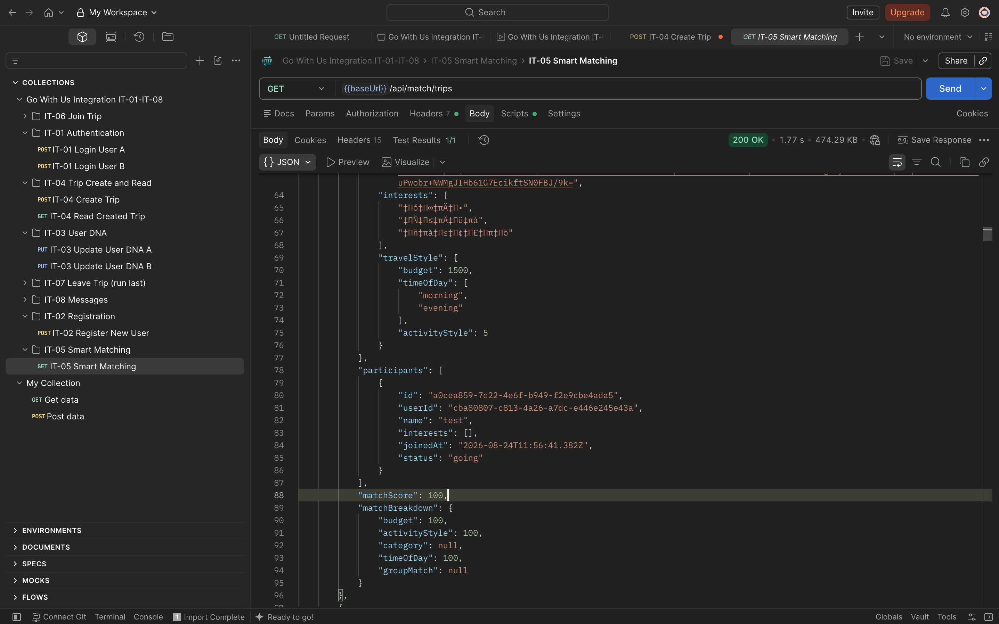 My Workspace
Search
Invite
Upgrade
GET Untitled Request
Go With Us Integration IT-
Go With Us Integration IT-
POST IT-04 Create Trip
GET IT-05 Smart Matching
No environment
COLLECTIONS
Go With Us Integration IT-01-IT-08
IT-06 Join Trip
IT-01 Authentication
POST IT-01 Login User A
POST IT-01 Login User B
IT-04 Trip Create and Read
POST IT-04 Create Trip
GET IT-04 Read Created Trip
IT-03 User DNA
PUT IT-03 Update User DNA A
PUT IT-03 Update User DNA B
IT-07 Leave Trip (run last)
IT-08 Messages
IT-02 Registration
POST IT-02 Register New User
IT-05 Smart Matching
GET IT-05 Smart Matching
My Collection
GET Get data
POST Post data
ENVIRONMENTS
DOCUMENTS
SPECS
MOCKS
FLOWS
HTTP Go With Us Integration IT-01-IT-08 > IT-05 Smart Matching > IT-05 Smart Matching
Save
Share
GET {{baseUrl}} /api/match/trips
Send
Docs Params Authorization Headers 7 Body Scripts Settings
Cookies
Body Cookies Headers 15 Test Results 1/1
200 OK • 1.77 s • 474.29 KB • e.g. Save Response
{ } JSON Preview Visualize
uPwobr+NWMgJIHb61G7EcikftSN0FBJ/9k=",
64 "interests": [
65 "‡∏ó‡∏∞‡πÄ‡∏•",
66 "‡∏Ñ‡∏≤‡πÄ‡∏ü‡πà",
67 "‡∏ñ‡πà‡∏≤‡∏¢‡∏£‡∏π‡∏õ"
68 ],
69 "travelStyle": {
70 "budget": 1500,
71 "timeOfDay": [
72 "morning",
73 "evening"
74 ],
75 "activityStyle": 5
76 }
77 },
78 "participants": [
79 {
80 "id": "a0cea859-7d22-4e6f-b949-f2e9cbe4ada5",
81 "userId": "cba80807-c813-4a26-a7dc-e446e245e43a",
82 "name": "test",
83 "interests": [],
84 "joinedAt": "2026-08-24T11:56:41.382Z",
85 "status": "going"
86 }
87 ],
88 "matchScore": 100,
89 "matchBreakdown": {
90 "budget": 100,
91 "activityStyle": 100,
92 "category": null,
93 "timeOfDay": 100,
94 "groupMatch": null
95 }
96 },
Connect Git Terminal Console 1 Import Complete Ready to go!
Globals Vault Tools